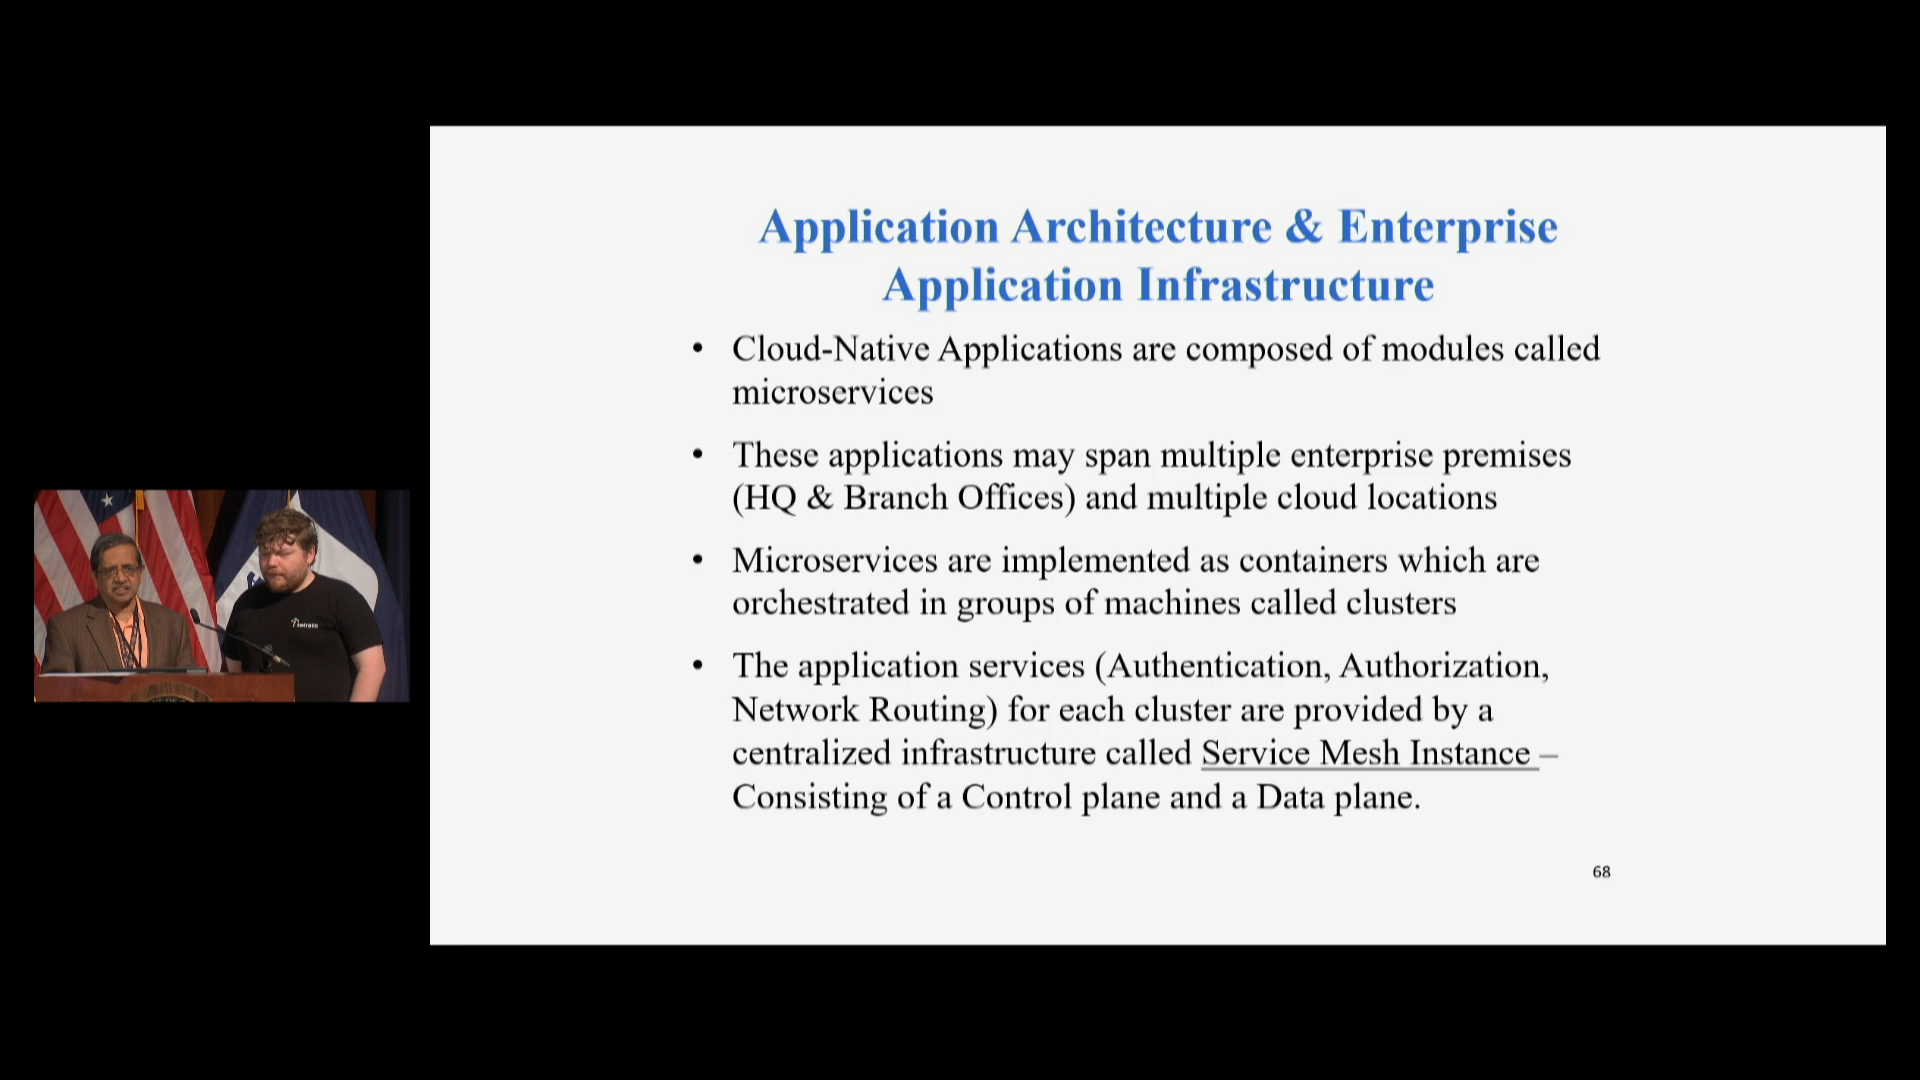 Application Architecture & Enterprise
Application Infrastructure
• Cloud-Native Applications are composed of modules called
microservices
• These applications may span multiple enterprise premises
(HQ & Branch Offices) and multiple cloud locations
• Microservices are implemented as containers which are
orchestrated in groups of machines called clusters
• The application services (Authentication, Authorization,
Network Routing) for each cluster are provided by a
centralized infrastructure called Service Mesh Instance –
Consisting of a Control plane and a Data plane.
68
tetrate